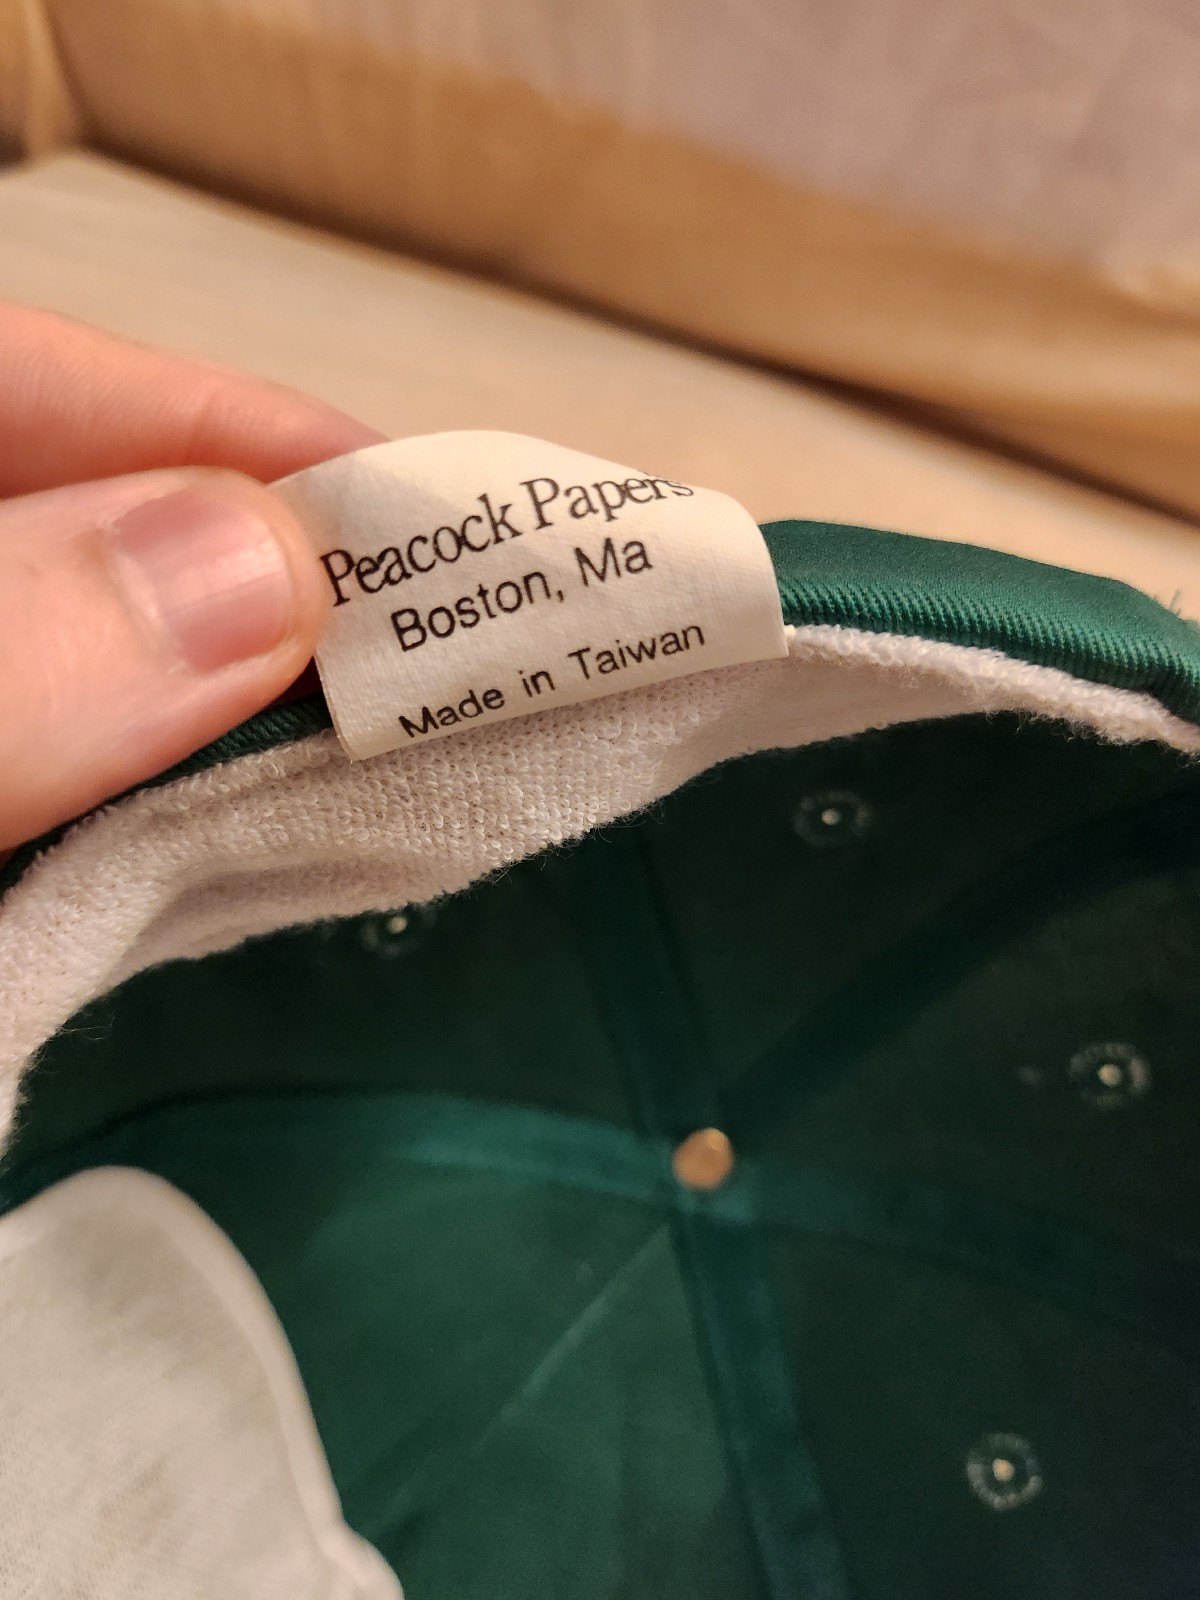 Peacock Papers
Boston, Ma
Made in Taiwan